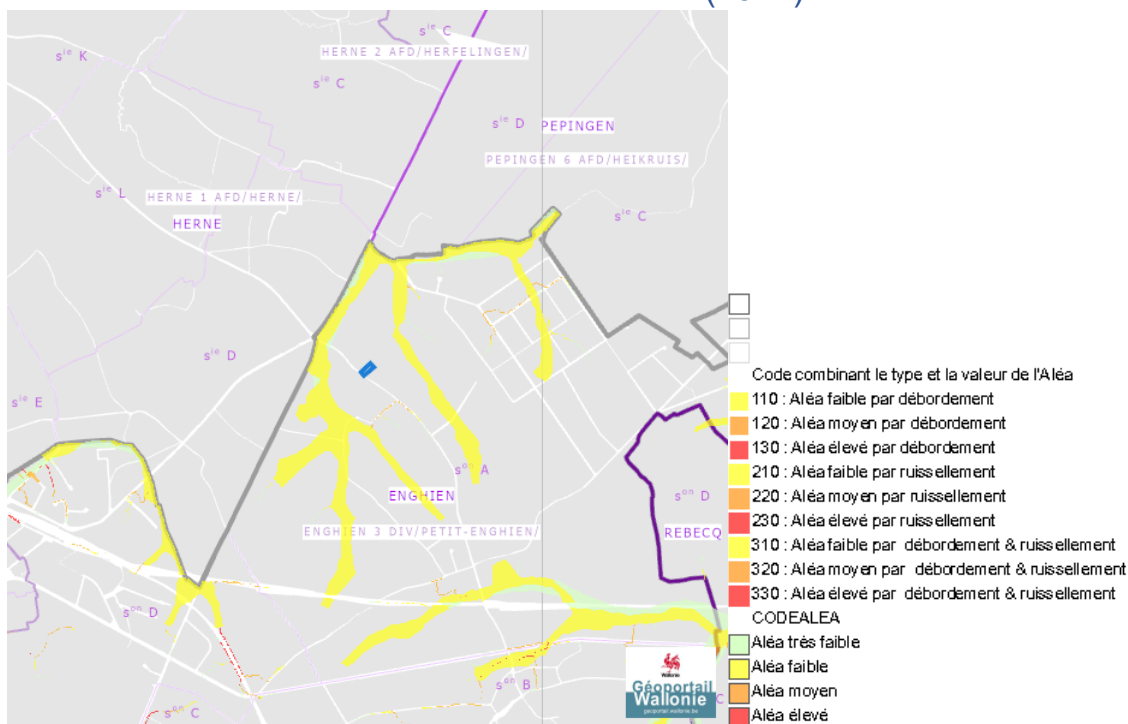 sie C
HERNE 2 AFD/HERFELINGEN/
sie K
sie C
sie D PEPINGEN
PEPINGEN 6 AFD/HEIKRUIS/
sie L
HERNE 1 AFD/HERNE/
sie C
HERNE
sie D
sie E
son A
ENGHIEN
son D
ENGHIEN 3 DIV/PETIT-ENGHIEN/
REBECQ
son D
son B
son C
C
Wallonie
Géoportail
Wallonie
geoportail.wallonie.be
Code combinant le type et la valeur de l'Aléa
110 : Aléa faible par débordement
120 : Aléa moyen par débordement
130 : Aléa élevé par débordement
210 : Aléa faible par ruissellement
220 : Aléa moyen par ruissellement
230 : Aléa élevé par ruissellement
310 : Aléa faible par débordement & ruissellement
320 : Aléa moyen par débordement & ruissellement
330 : Aléa élevé par débordement & ruissellement
CODEALEA
Aléa trés faible
Aléa faible
Aléa moyen
Aléa élevé